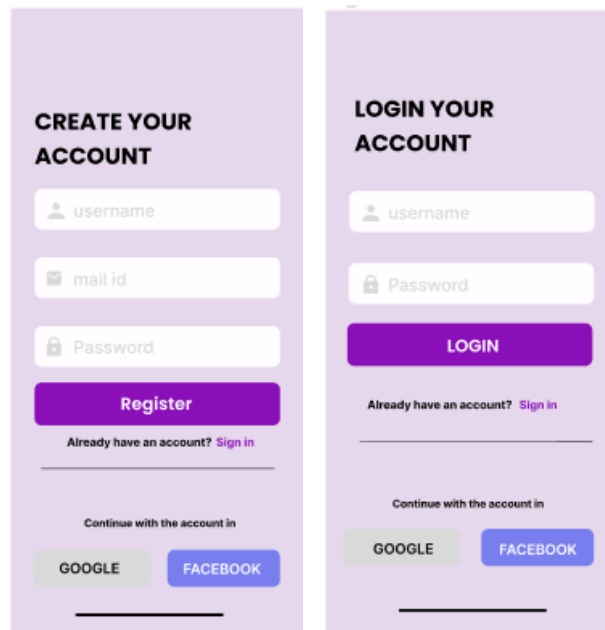 CREATE YOUR
ACCOUNT
username
mail id
Password
Register
Already have an account? Sign in
Continue with the account in
GOOGLE
FACEBOOK
LOGIN YOUR
ACCOUNT
username
Password
LOGIN
Already have an account? Sign in
Continue with the account in
GOOGLE
FACEBOOK